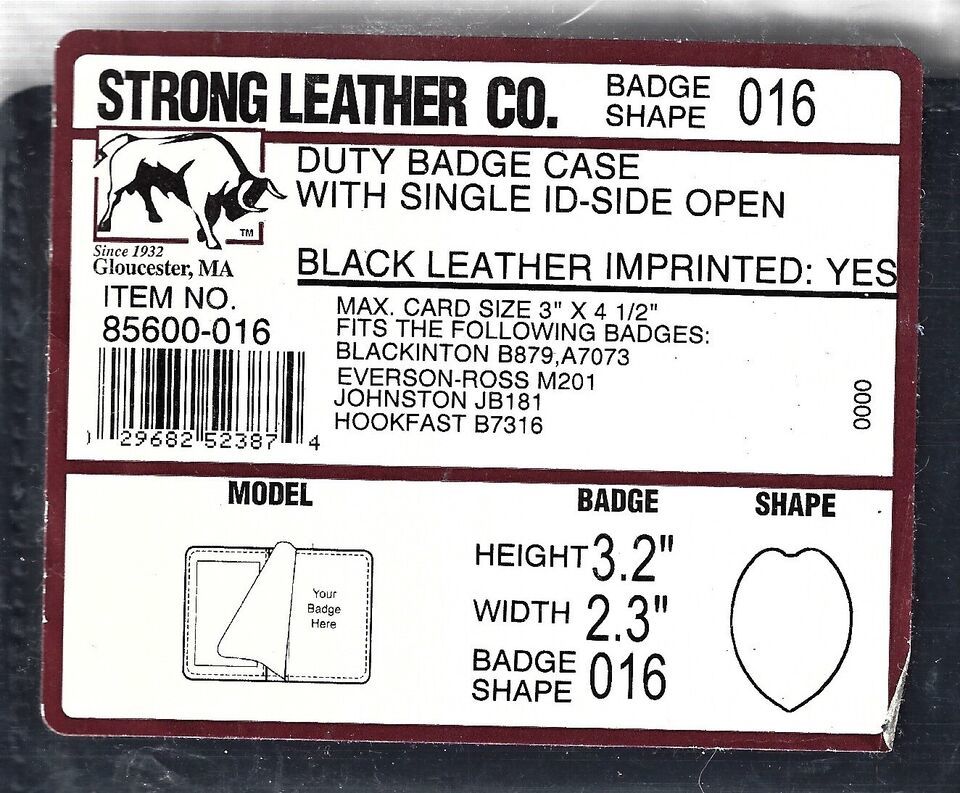 STRONG LEATHER CO.
BADGE SHAPE 016
DUTY BADGE CASE
WITH SINGLE ID-SIDE OPEN
TM
Since 1932
Gloucester, MA
BLACK LEATHER IMPRINTED: YES
ITEM NO.
85600-016
MAX. CARD SIZE 3" X 4 1/2"
FITS THE FOLLOWING BADGES:
BLACKINTON B879,A7073
EVERSON-ROSS M201
JOHNSTON JB181
HOOKFAST B7316
0000
29682 52387 4
MODEL
BADGE
SHAPE
Your
Badge
Here
HEIGHT 3.2"
WIDTH 2.3"
BADGE SHAPE 016